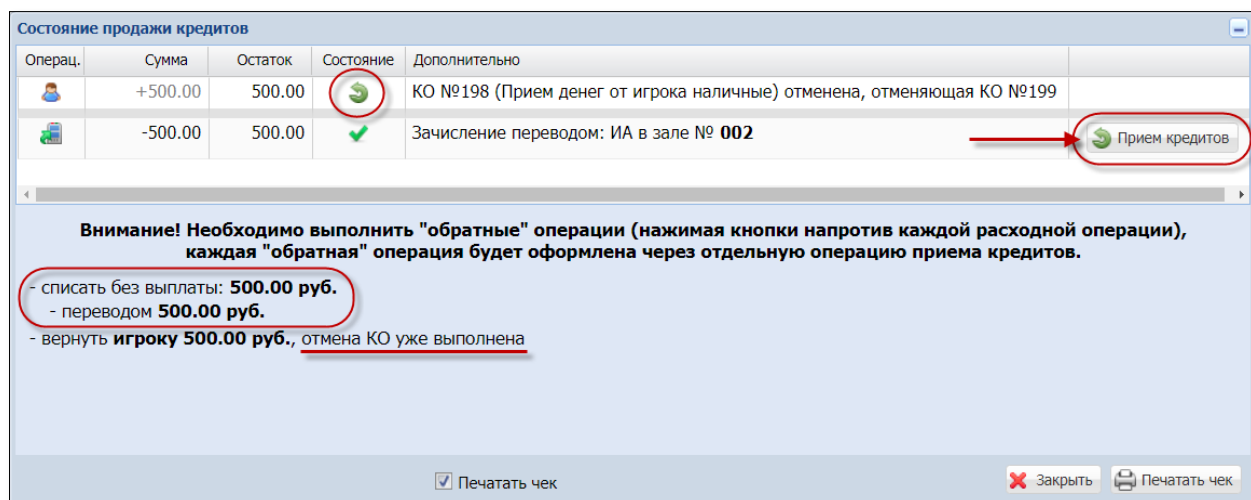 Состояние продажи кредитов
Операц. Сумма Остаток Состояние Дополнительно
+500.00 500.00 КО №198 (Прием денег от игрока наличные) отменена, отменяющая КО №199
-500.00 500.00 Зачисление переводом: ИА в зале № 002 Прием кредитов
Внимание! Необходимо выполнить "обратные" операции (нажимая кнопки напротив каждой расходной операции),
каждая "обратная" операция будет оформлена через отдельную операцию приема кредитов.
- списать без выплаты: 500.00 руб.
- переводом 500.00 руб.
- вернуть игроку 500.00 руб., отмена КО уже выполнена
Печатать чек Закрыть Печатать чек